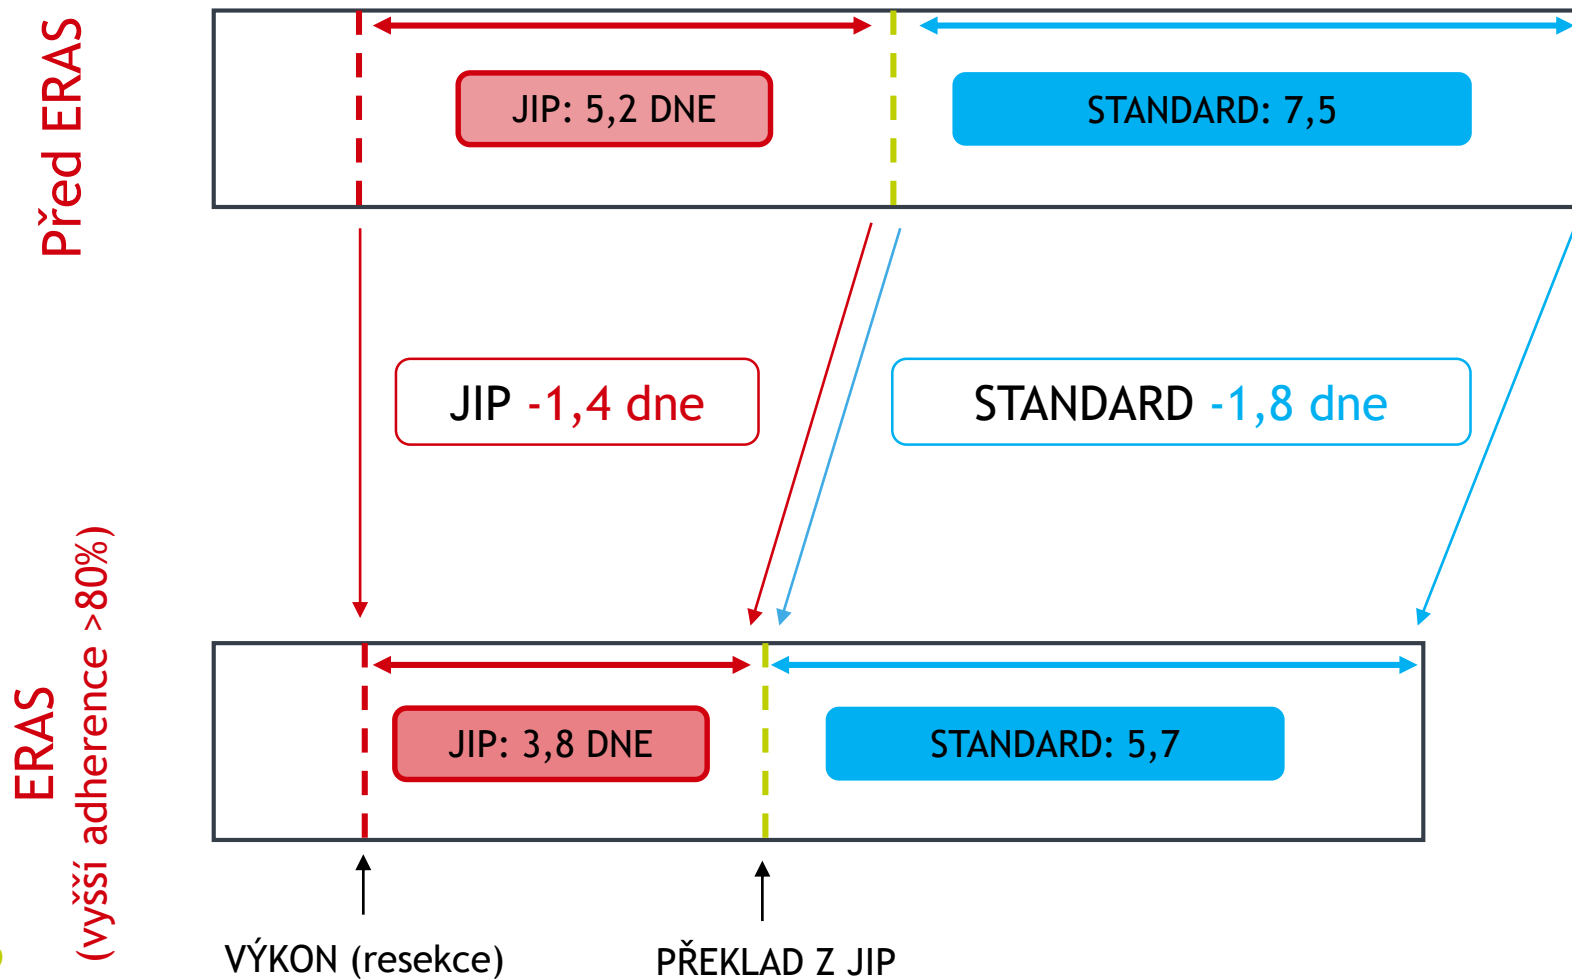 Před ERAS
JIP: 5,2 DNE
STANDARD: 7,5
JIP -1,4 dne
STANDARD -1,8 dne
ERAS
(vyšší adherence >80%)
JIP: 3,8 DNE
STANDARD: 5,7
VÝKON (resekce)
PŘEKLAD Z JIP